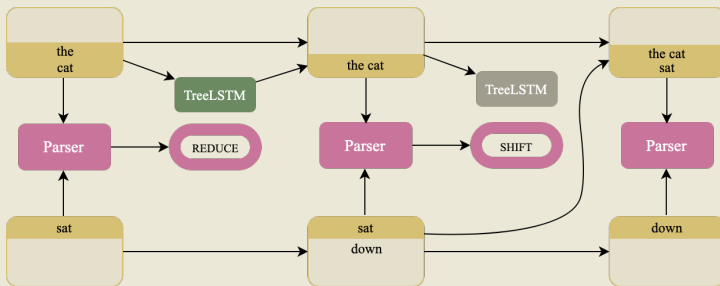 the
cat
the cat
the cat
sat
TreeLSTM
TreeLSTM
Parser
REDUCE
Parser
SHIFT
Parser
sat
sat
down
down